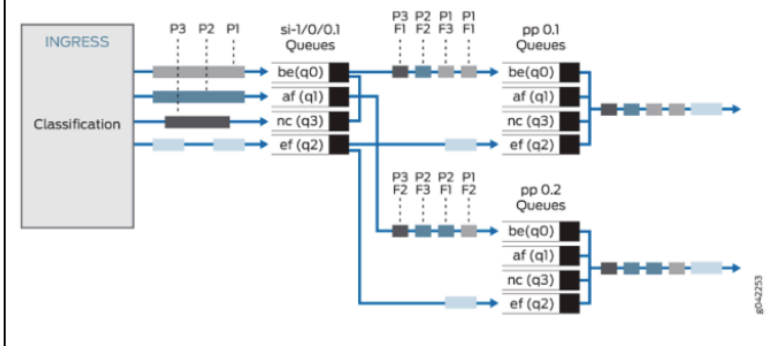 INGRESS
Classification
P3 P2 P1
si-1/0/0.1
Queues
be(q0)
af (q1)
nc (q3)
ef (q2)
P3 P2 P1 P1
F1 F2 F3 F1
pp 0.1
Queues
be(q0)
af (q1)
nc (q3)
ef (q2)
P3 P2 P2 P1
F2 F3 F1 F2
pp 0.2
Queues
be(q0)
af (q1)
nc (q3)
ef (q2)
g042253